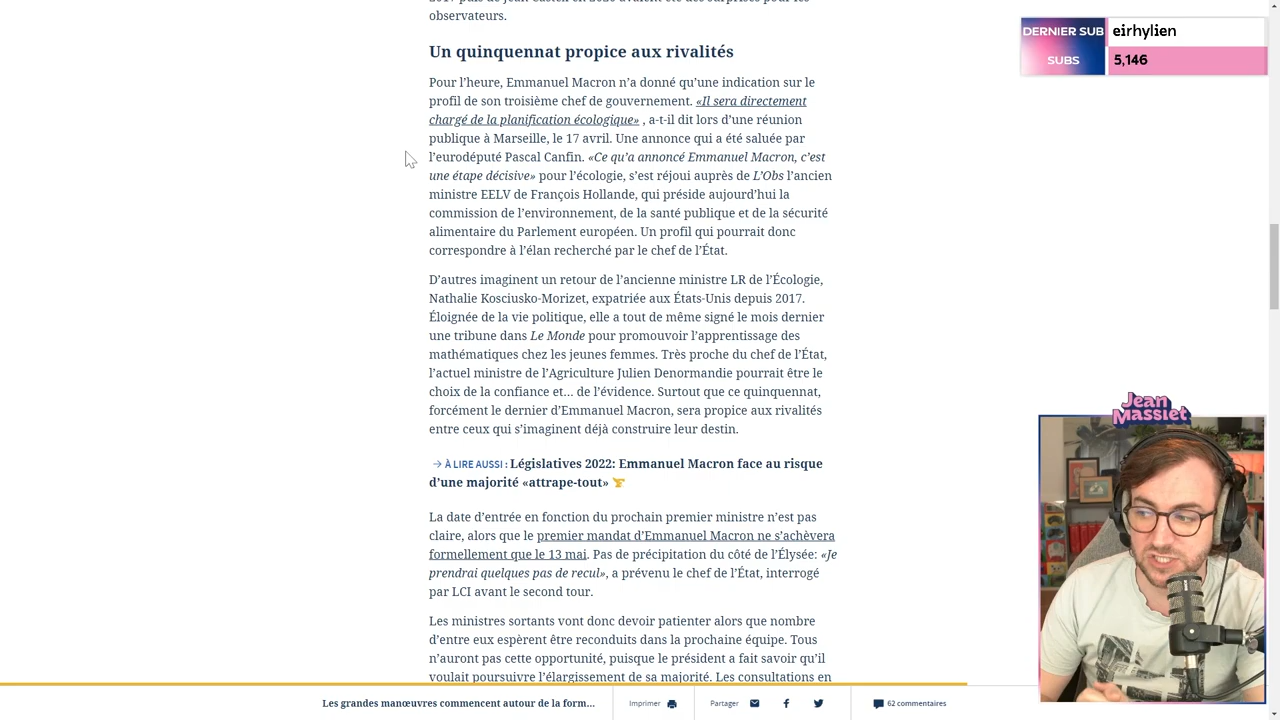 observateurs.
Un quinquennat propice aux rivalités
Pour l’heure, Emmanuel Macron n’a donné qu’une indication sur le
profil de son troisième chef de gouvernement. «Il sera directement
chargé de la planification écologique» , a-t-il dit lors d’une réunion
publique à Marseille, le 17 avril. Une annonce qui a été saluée par
l’eurodéputé Pascal Canfin. «Ce qu’a annoncé Emmanuel Macron, c’est
une étape décisive» pour l’écologie, s’est réjoui auprès de L’Obs l’ancien
ministre EELV de François Hollande, qui préside aujourd’hui la
commission de l’environnement, de la santé publique et de la sécurité
alimentaire du Parlement européen. Un profil qui pourrait donc
correspondre à l’élan recherché par le chef de l’État.
D’autres imaginent un retour de l’ancienne ministre LR de l’Écologie,
Nathalie Kosciusko-Morizet, expatriée aux États-Unis depuis 2017.
Éloignée de la vie politique, elle a tout de même signé le mois dernier
une tribune dans Le Monde pour promouvoir l’apprentissage des
mathématiques chez les jeunes femmes. Très proche du chef de l’État,
l’actuel ministre de l’Agriculture Julien Denormandie pourrait être le
choix de la confiance et… de l’évidence. Surtout que ce quinquennat,
forcément le dernier d’Emmanuel Macron, sera propice aux rivalités
entre ceux qui s’imaginent déjà construire leur destin.
À LIRE AUSSI : Législatives 2022: Emmanuel Macron face au risque
d’une majorité «attrape-tout»
La date d’entrée en fonction du prochain premier ministre n’est pas
claire, alors que le premier mandat d’Emmanuel Macron ne s’achèvera
formellement que le 13 mai. Pas de précipitation du côté de l’Élysée: «Je
prendrai quelques pas de recul», a prévenu le chef de l’État, interrogé
par LCI avant le second tour.
Les ministres sortants vont donc devoir patienter alors que nombre
d’entre eux espèrent être reconduits dans la prochaine équipe. Tous
n’auront pas cette opportunité, puisque le président a fait savoir qu’il
voulait poursuivre l’élargissement de sa majorité. Les consultations en
Les grandes manœuvres commencent autour de la form...
Imprimer
Partager
62 commentaires
DERNIER SUB
eirhylien
SUBS
5,146
Jean
Massiet